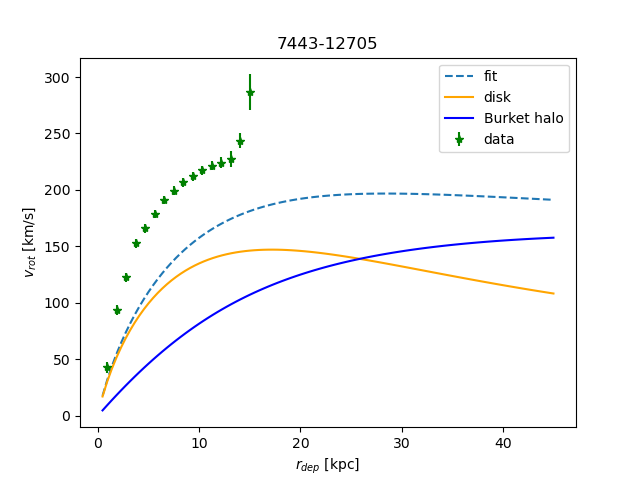 7443-12705
300
250
200
150
100
50
0
v_rot [km/s]
0 10 20 30 40
r_dep [kpc]
fit
disk
Burket halo
data